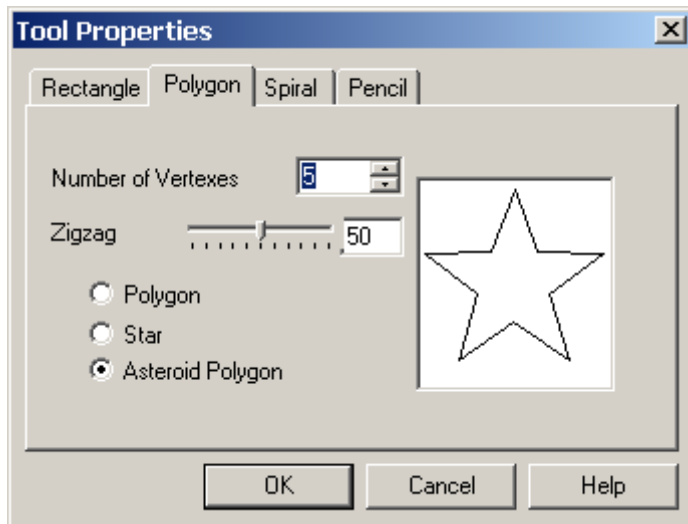 Tool Properties
Rectangle Polygon Spiral Pencil
Number of Vertexes 5
Zigzag 50
Polygon
Star
Asteroid Polygon
OK Cancel Help